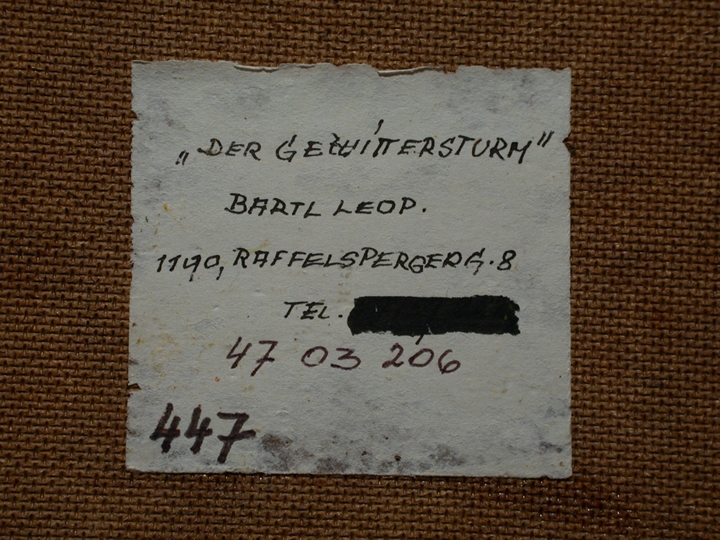 „DER GEWITTERSTURM"
BARTL LEOP.
1190, RAFFELSPERGERG. 8
TEL.
47 03 206
447